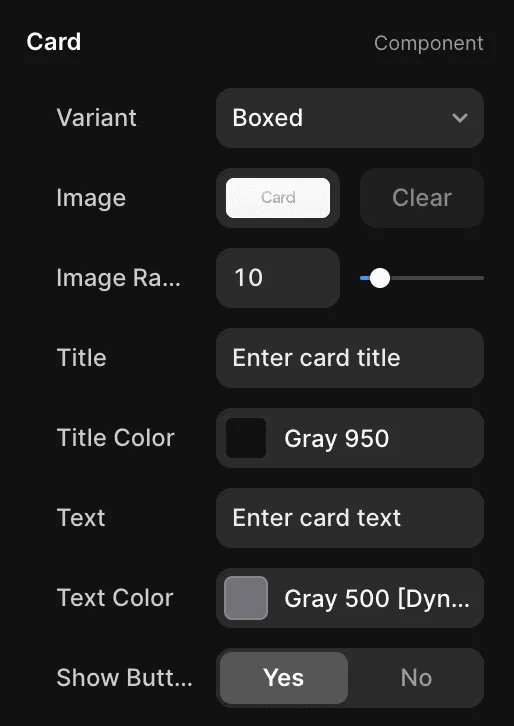 Card Component
Variant Boxed
Image Card Clear
Image Ra... 10
Title Enter card title
Title Color Gray 950
Text Enter card text
Text Color Gray 500 [Dyn...
Show Butt... Yes No